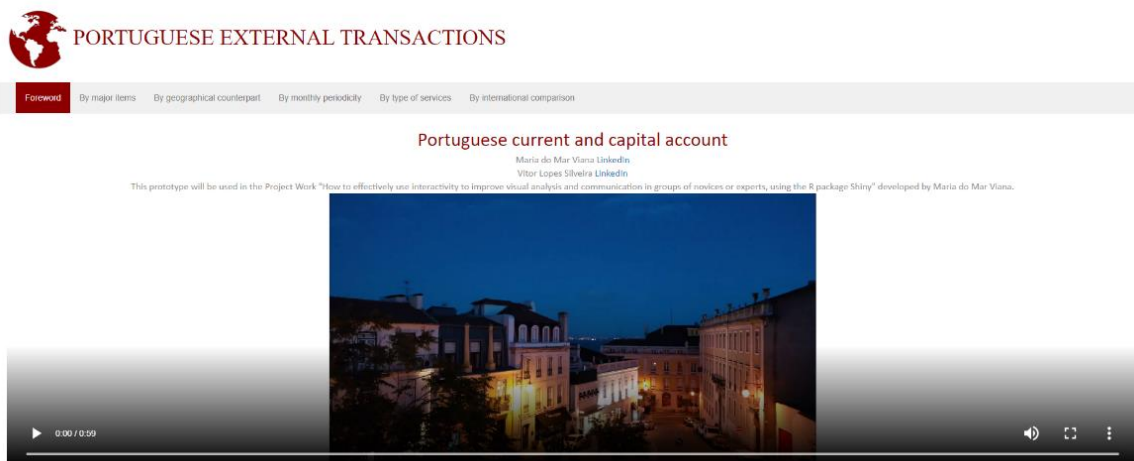 PORTUGUESE EXTERNAL TRANSACTIONS
Foreword By major items By geographical counterpart By monthly periodicity By type of services By international comparison
Portuguese current and capital account
Maria do Mar Viana LinkedIn
Vitor Lopes Silveira LinkedIn
This prototype will be used in the Project Work "How to effectively use interactivity to improve visual analysis and communication in groups of novices or experts, using the R package Shiny" developed by Maria do Mar Viana.
0:00 / 0:59